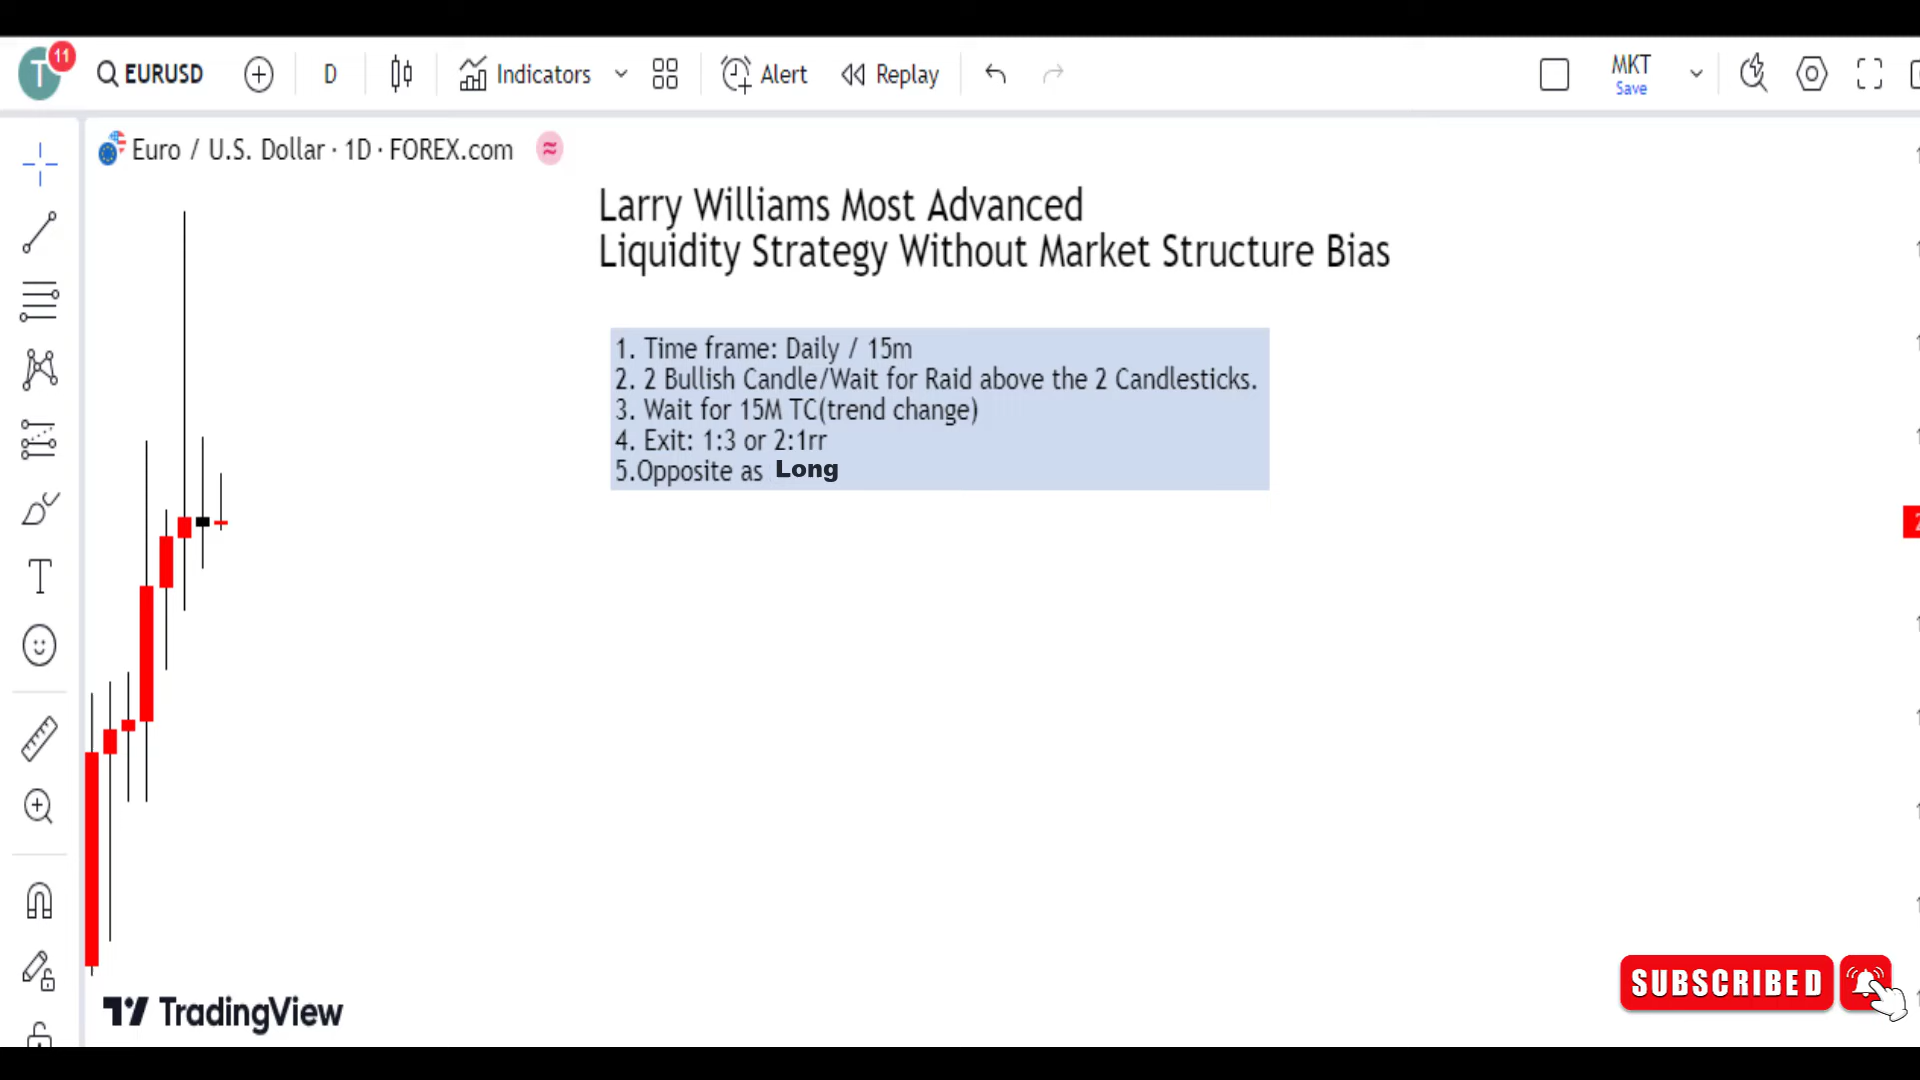 T 11 EURUSD D Indicators Alert Replay MKT
Save
Euro / U.S. Dollar · 1D · FOREX.com
Larry Williams Most Advanced
Liquidity Strategy Without Market Structure Bias
1. Time frame: Daily / 15m
2. 2 Bullish Candle/Wait for Raid above the 2 Candlesticks.
3. Wait for 15M TC(trend change)
4. Exit: 1:3 or 2:1rr
5.Opposite as Long
SUBSCRIBED
TradingView